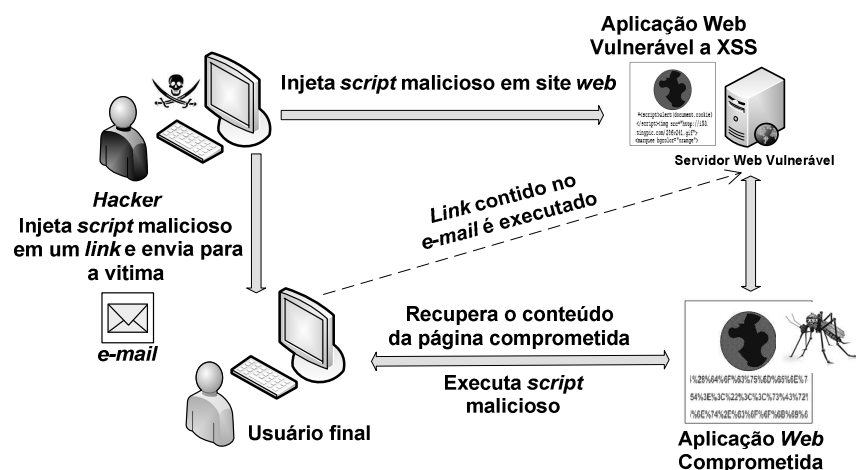 Aplicação Web
Vulnerável a XSS
Injeta script malicioso em site web
Servidor Web Vulnerável
Hacker
Injeta script malicioso
em um link e envia para
a vitima
e-mail
Link contido no
e-mail é executado
Recupera o conteúdo
da página comprometida
Executa script
malicioso
Usuário final
Aplicação Web
Comprometida